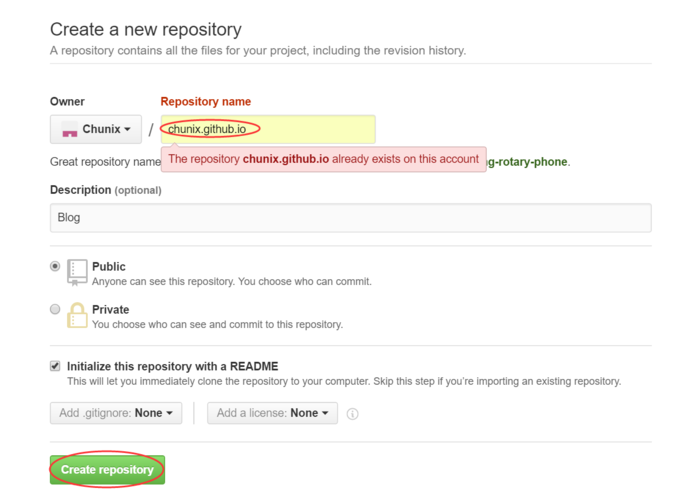 Create a new repository
A repository contains all the files for your project, including the revision history.
Owner Repository name
Chunix / chunix.github.io
The repository chunix.github.io already exists on this account
Great repository name g-rotary-phone.
Description (optional)
Blog
Public
Anyone can see this repository. You choose who can commit.
Private
You choose who can see and commit to this repository.
Initialize this repository with a README
This will let you immediately clone the repository to your computer. Skip this step if you’re importing an existing repository.
Add .gitignore: None Add a license: None
Create repository